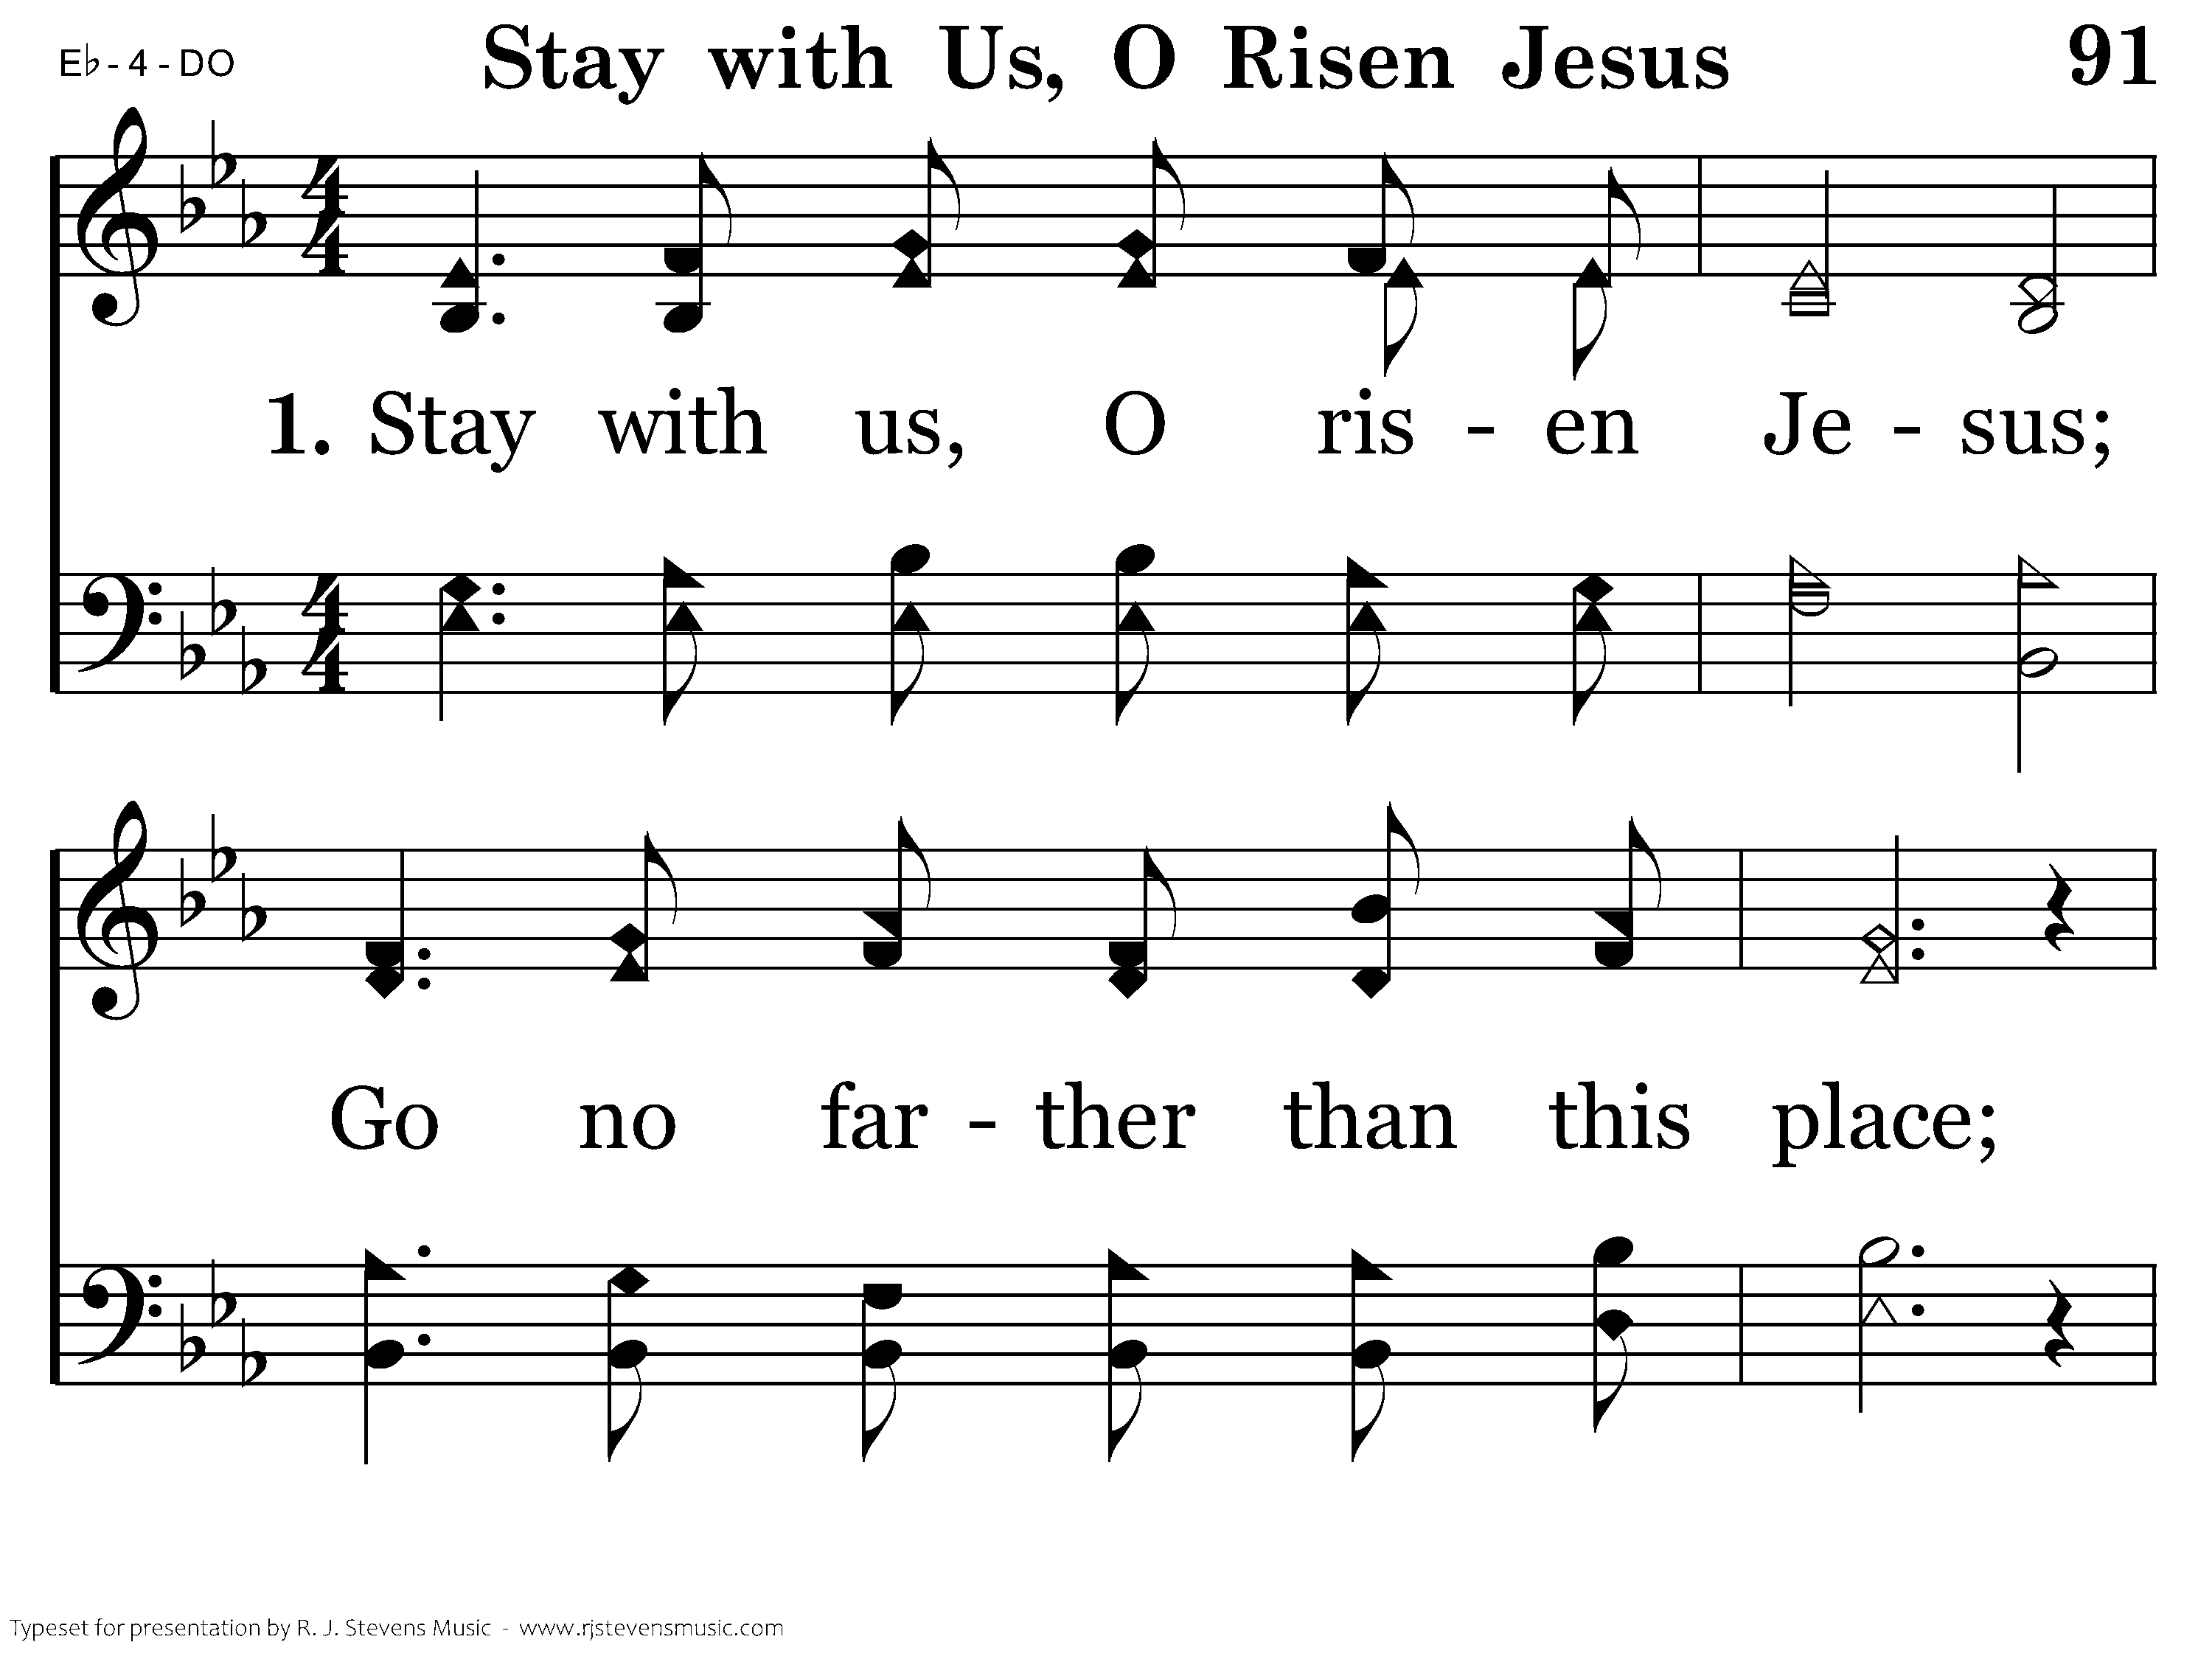 E♭ - 4 - DO Stay with Us, O Risen Jesus 91
1. Stay with us, O ris - en Je - sus;
Go no far - ther than this place;
Typeset for presentation by R. J. Stevens Music - www.rjstevensmusic.com